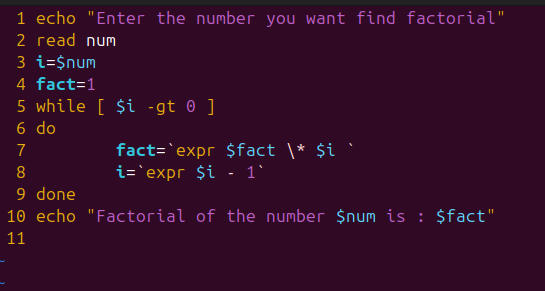 1 echo "Enter the number you want find factorial"
2 read num
3 i=$num
4 fact=1
5 while [ $i -gt 0 ]
6 do
7         fact=`expr $fact \* $i `
8         i=`expr $i - 1`
9 done
10 echo "Factorial of the number $num is : $fact"
11
~
~